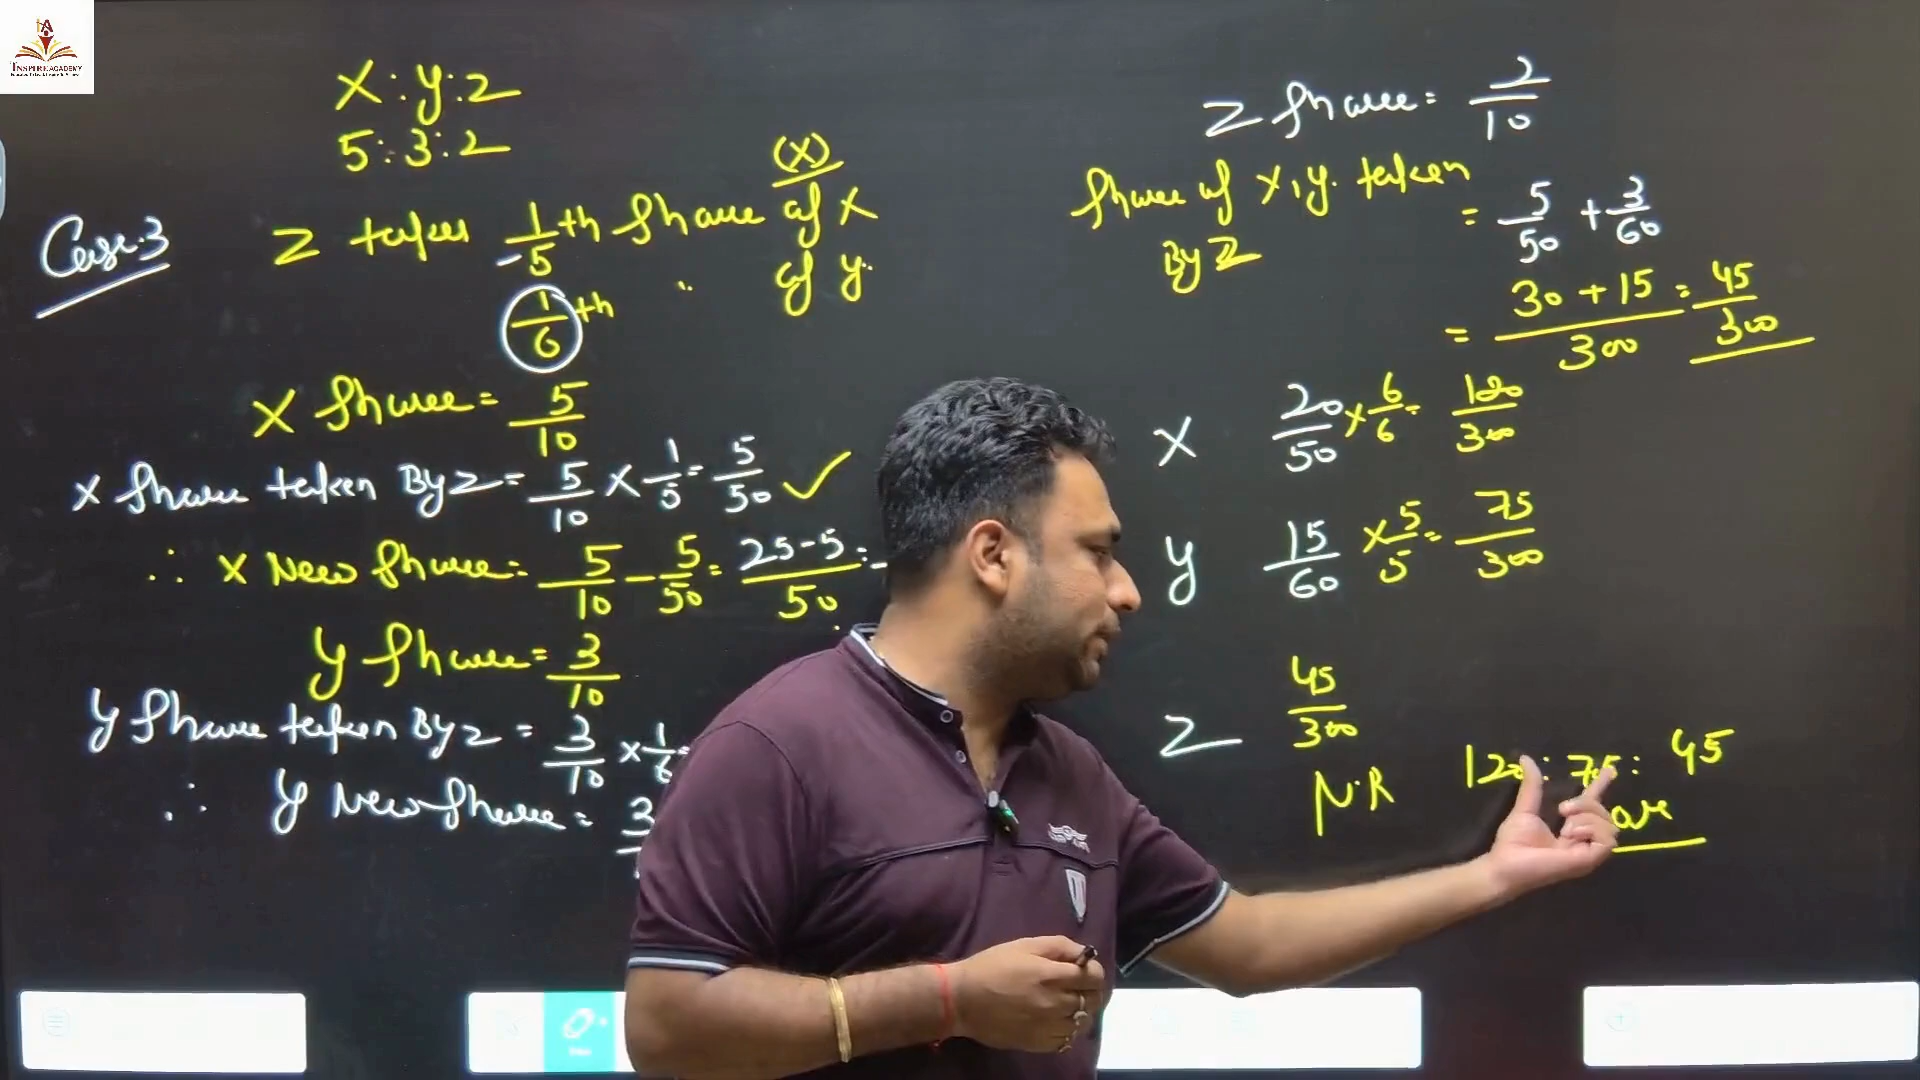 INSPIRE ACADEMY
X : y : Z
5 : 3 : 2
Case: 3
(X)
Z takes 1/5 th share of X
1/6 th " of y.
X share = 5/10
X share taken By Z = 5/10 × 1/5 = 5/50 ✓
∴ X New share = 5/10 - 5/50 = 25-5/50 =
y share = 3/10
y share taken By Z = 3/10 × 1/6 =
∴ y New share = 3
Z share = 2/10
share of X, y. taken By Z = 5/50 + 3/60
= 30 + 15/300 = 45/300
X 20/50 × 6/6 = 120/300
y 15/60 × 5/5 = 75/300
Z 45/300
N.R 120 : 75 : 45